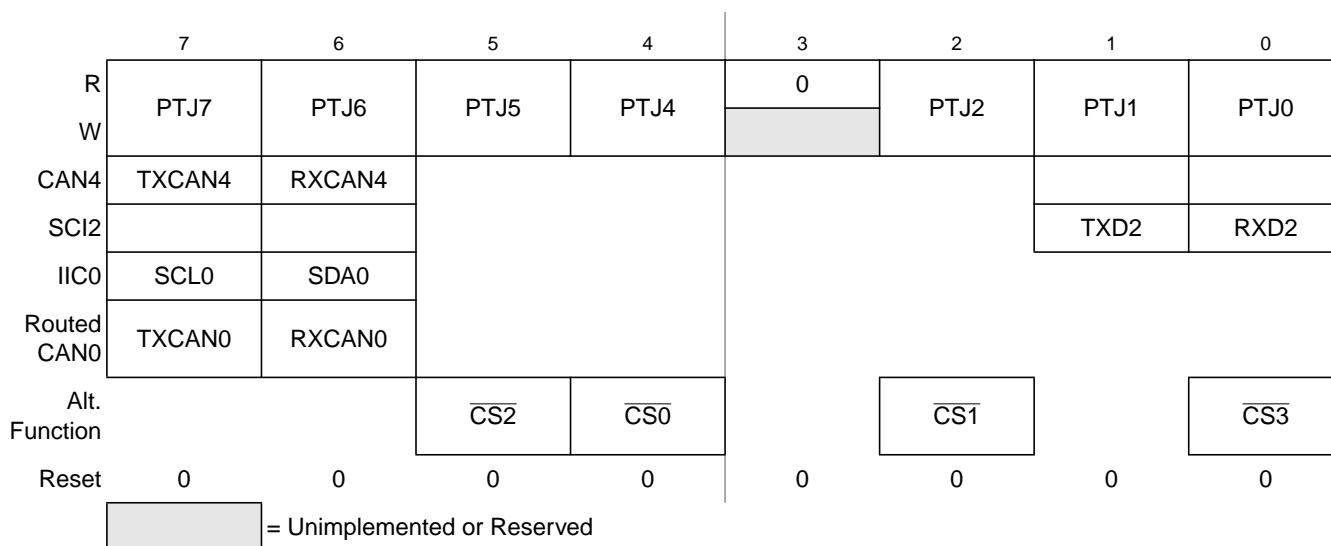 7 6 5 4 3 2 1 0
R 0
PTJ7 PTJ6 PTJ5 PTJ4 PTJ2 PTJ1 PTJ0
W
CAN4 TXCAN4 RXCAN4
SCI2 TXD2 RXD2
IIC0 SCL0 SDA0
Routed
CAN0 TXCAN0 RXCAN0
Alt.
Function CS2 CS0 CS1 CS3
Reset 0 0 0 0 0 0 0 0
= Unimplemented or Reserved